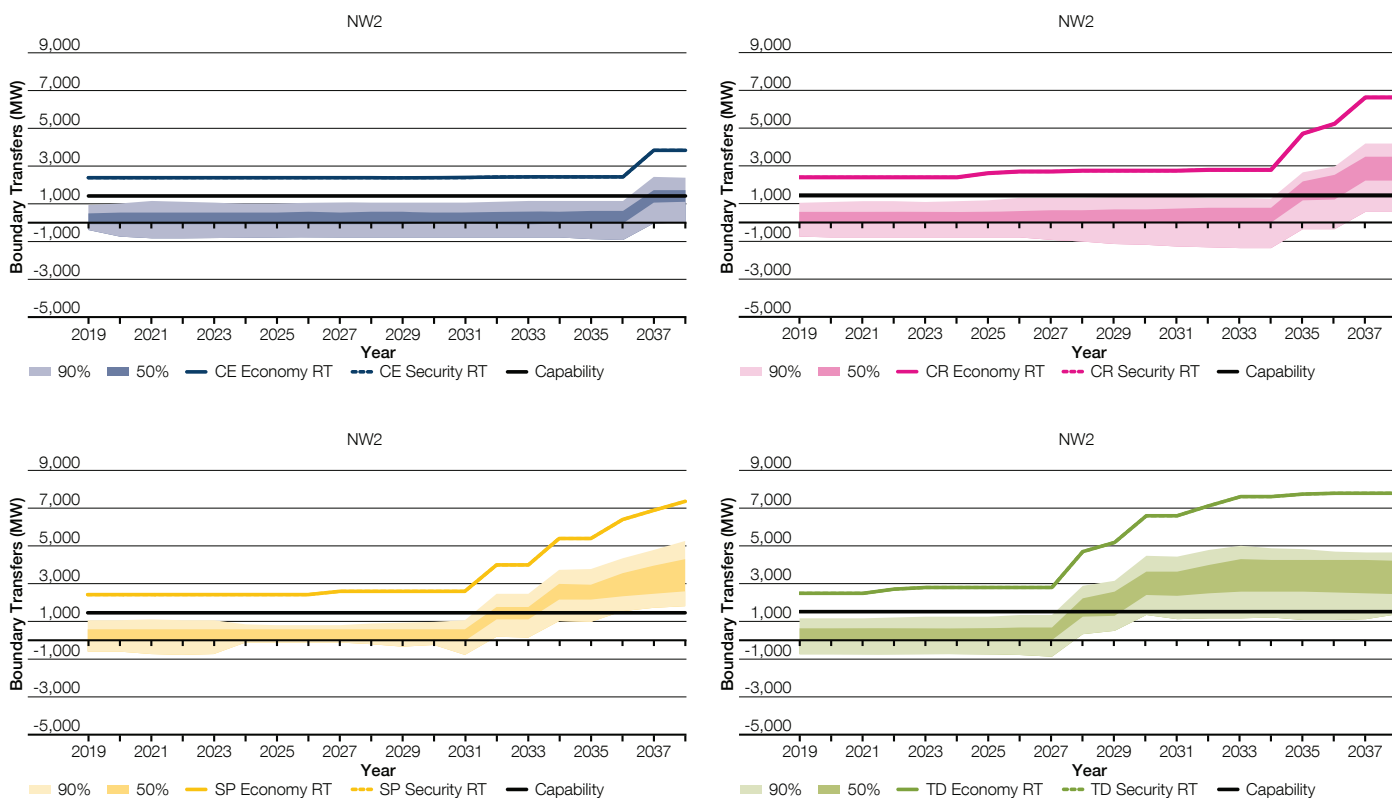 NW2
9,000
7,000
5,000
3,000
1,000
-1,000
-3,000
-5,000
Boundary Transfers (MW)
2019 2021 2023 2025 2027 2029 2031 2033 2035 2037
Year
90% 50% CE Economy RT CE Security RT Capability
NW2
9,000
7,000
5,000
3,000
1,000
-1,000
-3,000
-5,000
Boundary Transfers (MW)
2019 2021 2023 2025 2027 2029 2031 2033 2035 2037
Year
90% 50% CR Economy RT CR Security RT Capability
NW2
9,000
7,000
5,000
3,000
1,000
-1,000
-3,000
-5,000
Boundary Transfers (MW)
2019 2021 2023 2025 2027 2029 2031 2033 2035 2037
Year
90% 50% SP Economy RT SP Security RT Capability
NW2
9,000
7,000
5,000
3,000
1,000
-1,000
-3,000
-5,000
Boundary Transfers (MW)
2019 2021 2023 2025 2027 2029 2031 2033 2035 2037
Year
90% 50% TD Economy RT TD Security RT Capability